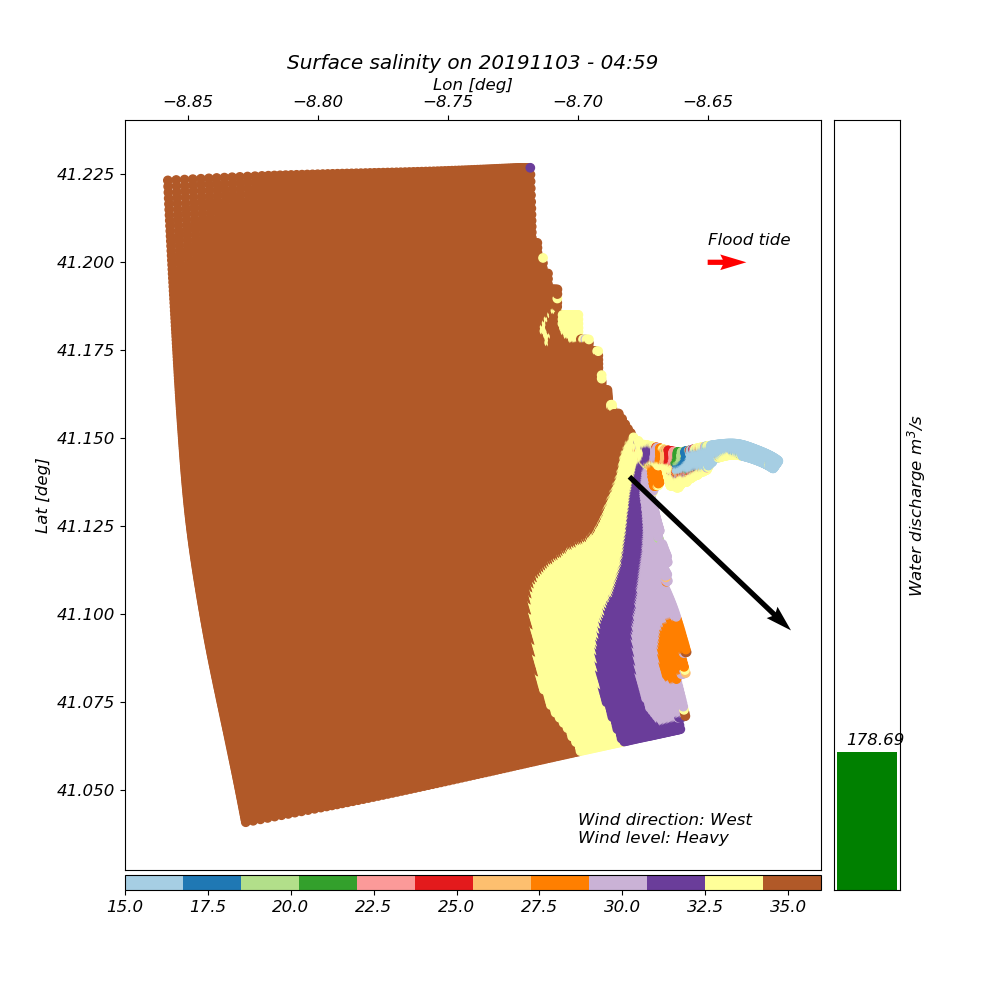 Surface salinity on 20191103 - 04:59
Lon [deg]
−8.85 −8.80 −8.75 −8.70 −8.65
41.225
41.200
41.175
41.150
41.125
41.100
41.075
41.050
Lat [deg]
Flood tide
Water discharge m³/s
178.69
Wind direction: West
Wind level: Heavy
15.0 17.5 20.0 22.5 25.0 27.5 30.0 32.5 35.0